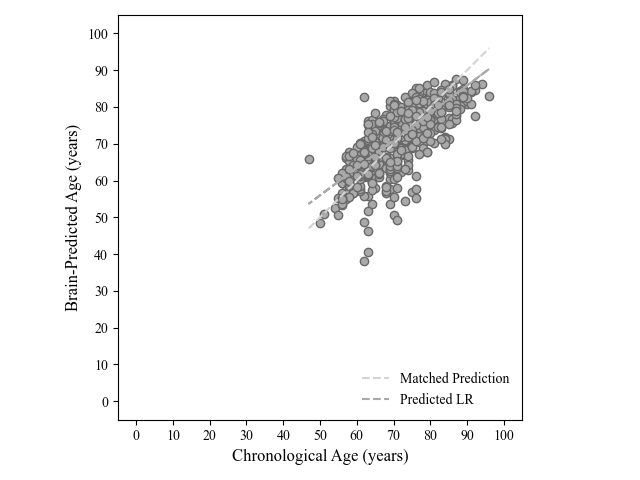 100
90
80
70
60
50
40
30
20
10
0
Brain-Predicted Age (years)
Matched Prediction
Predicted LR
0 10 20 30 40 50 60 70 80 90 100
Chronological Age (years)